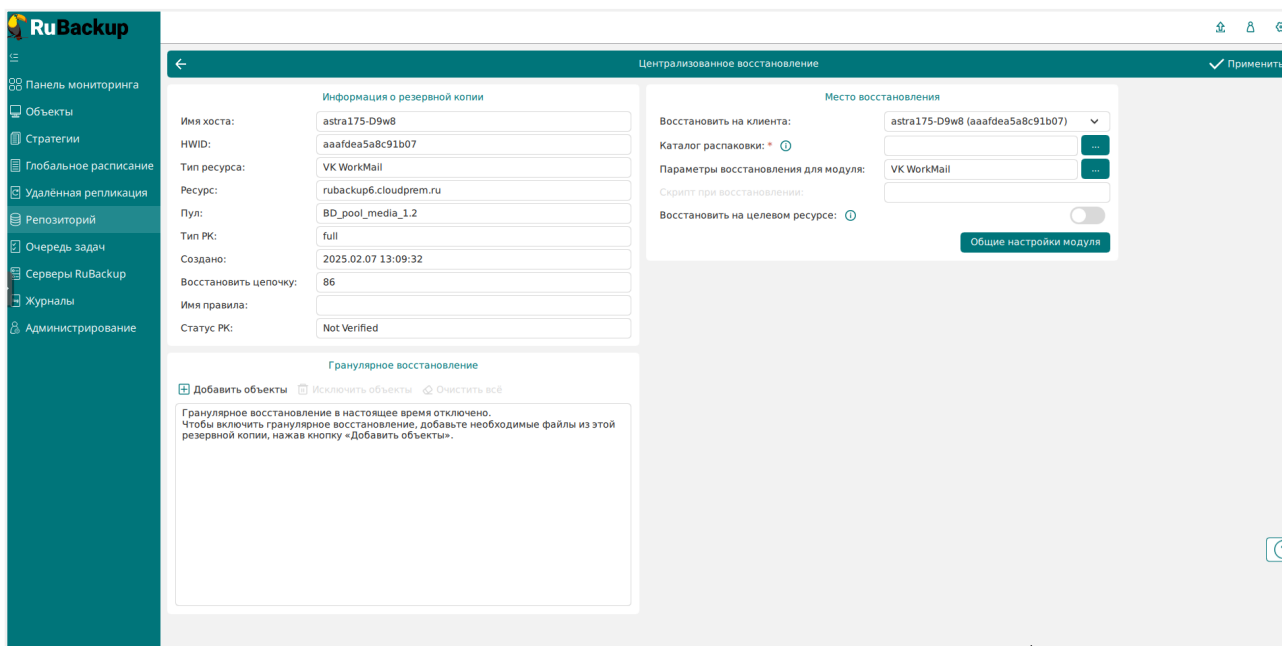 RuBackup
Панель мониторинга
Объекты
Стратегии
Глобальное расписание
Удалённая репликация
Репозиторий
Очередь задач
Серверы RuBackup
Журналы
Администрирование
Централизованное восстановление
Применить
Информация о резервной копии
Имя хоста: astra175-D9w8
HWID: aaafdea5a8c91b07
Тип ресурса: VK WorkMail
Ресурс: rubackup6.cloudprem.ru
Пул: BD_pool_media_1.2
Тип РК: full
Создано: 2025.02.07 13:09:32
Восстановить цепочку: 86
Имя правила:
Статус РК: Not Verified
Гранулярное восстановление
Добавить объекты Исключить объекты Очистить всё
Гранулярное восстановление в настоящее время отключено.
Чтобы включить гранулярное восстановление, добавьте необходимые файлы из этой
резервной копии, нажав кнопку «Добавить объекты».
Место восстановления
Восстановить на клиента: astra175-D9w8 (aaafdea5a8c91b07)
Каталог распаковки: * ...
Параметры восстановления для модуля: VK WorkMail ...
Скрипт при восстановлении:
Восстановить на целевом ресурсе:
Общие настройки модуля